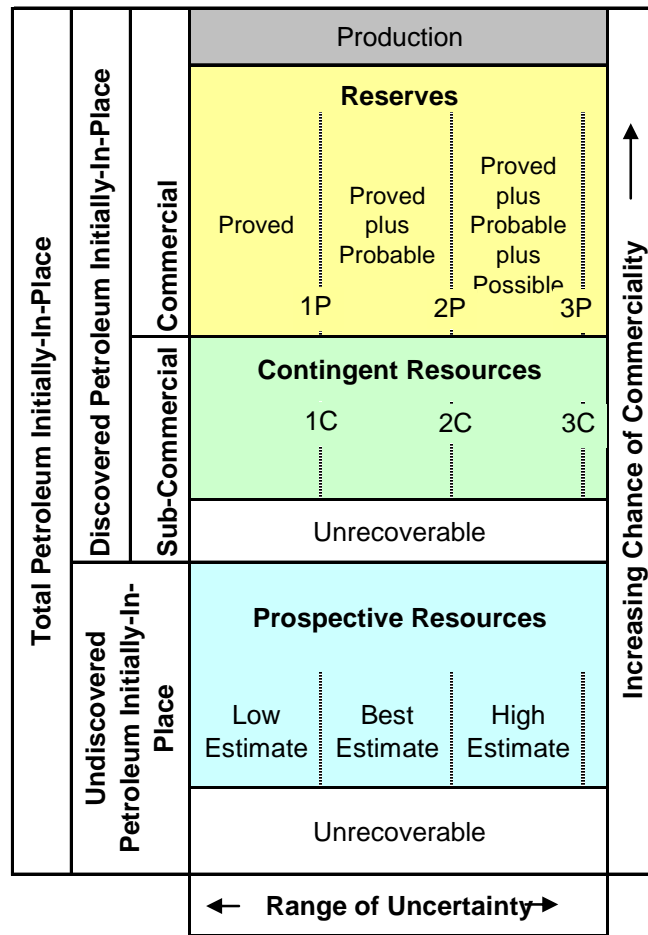 Total Petroleum Initially-In-Place
Discovered Petroleum Initially-In-Place
Commercial
Production
Reserves
Proved
Proved
plus
Probable
Proved
plus
Probable
plus
Possible
1P
2P
3P
Sub-Commercial
Contingent Resources
1C
2C
3C
Unrecoverable
Undiscovered
Petroleum Initially-In-
Place
Prospective Resources
Low
Estimate
Best
Estimate
High
Estimate
Unrecoverable
Range of Uncertainty
Increasing Chance of Commerciality